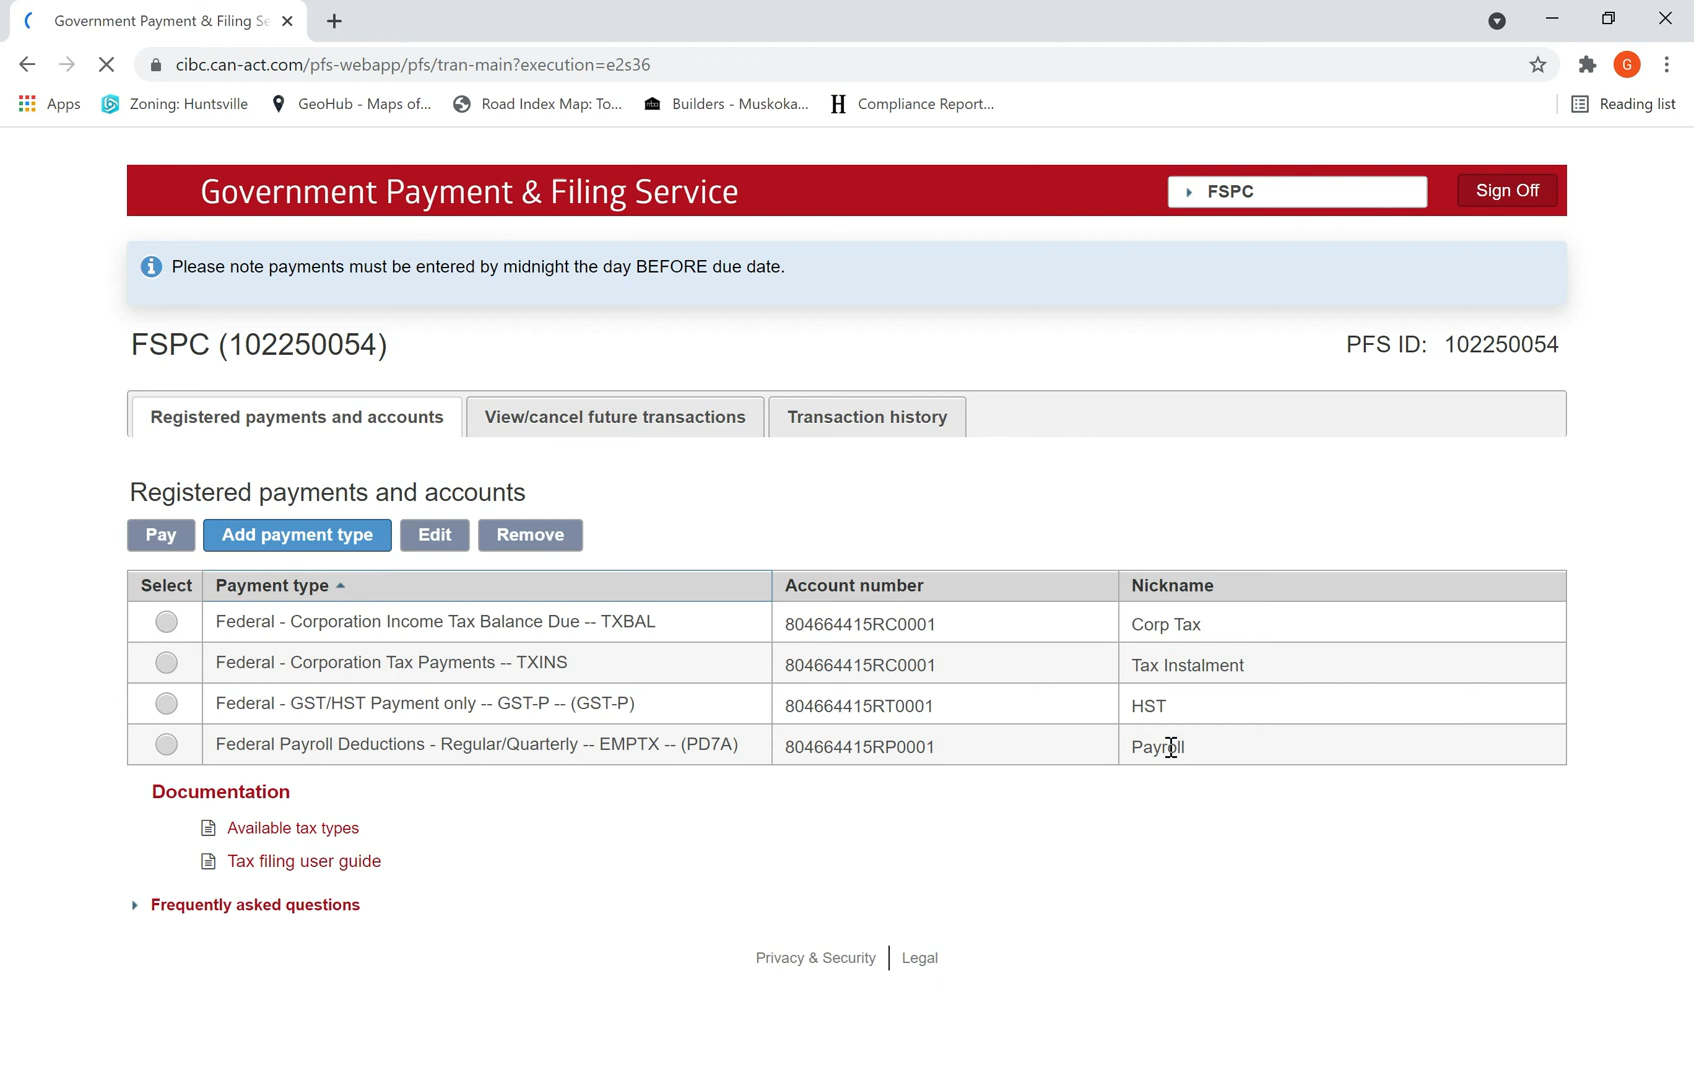 Government Payment & Filing Se
cibc.can-act.com/pfs-webapp/pfs/tran-main?execution=e2s36
G
Apps
Zoning: Huntsville
GeoHub - Maps of...
Road Index Map: To...
Builders - Muskoka...
Compliance Report...
Reading list
Government Payment & Filing Service
FSPC
Sign Off
Please note payments must be entered by midnight the day BEFORE due date.
FSPC (102250054)
PFS ID: 102250054
Registered payments and accounts
View/cancel future transactions
Transaction history
Registered payments and accounts
Pay
Add payment type
Edit
Remove
Select Payment type Account number Nickname
Federal - Corporation Income Tax Balance Due -- TXBAL 804664415RC0001 Corp Tax
Federal - Corporation Tax Payments -- TXINS 804664415RC0001 Tax Instalment
Federal - GST/HST Payment only -- GST-P -- (GST-P) 804664415RT0001 HST
Federal Payroll Deductions - Regular/Quarterly -- EMPTX -- (PD7A) 804664415RP0001 Payroll
Documentation
Available tax types
Tax filing user guide
Frequently asked questions
Privacy & Security
Legal